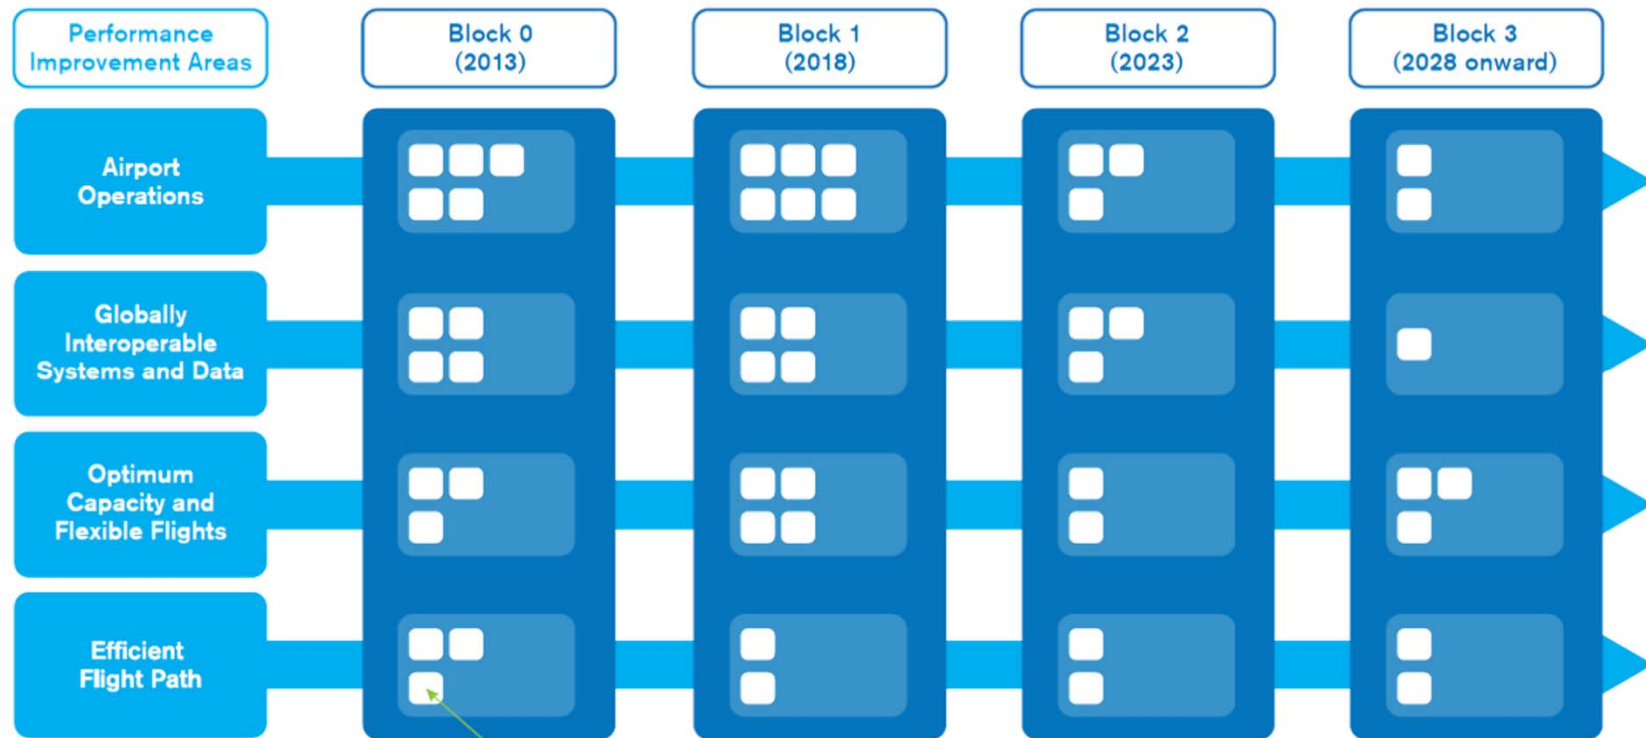 Performance
Improvement Areas
Block 0
(2013)
Block 1
(2018)
Block 2
(2023)
Block 3
(2028 onward)
Airport
Operations
Globally
Interoperable
Systems and Data
Optimum
Capacity and
Flexible Flights
Efficient
Flight Path